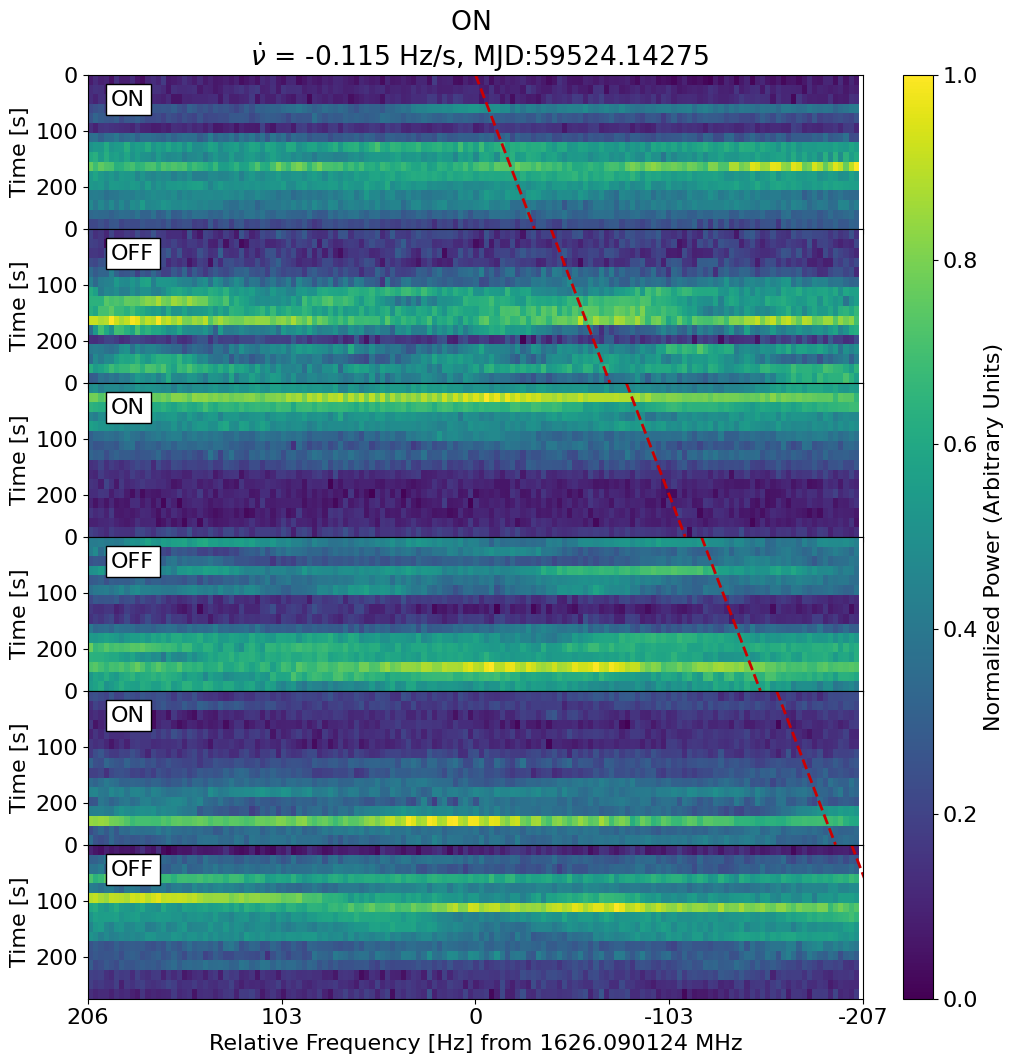 ON
ν̇ = -0.115 Hz/s, MJD:59524.14275
0
ON
100
200
Time [s]
0
OFF
100
200
Time [s]
0
ON
100
200
Time [s]
0
OFF
100
200
Time [s]
0
ON
100
200
Time [s]
0
OFF
100
200
Time [s]
206 103 0 -103 -207
Relative Frequency [Hz] from 1626.090124 MHz
1.0
0.8
0.6
0.4
0.2
0.0
Normalized Power (Arbitrary Units)